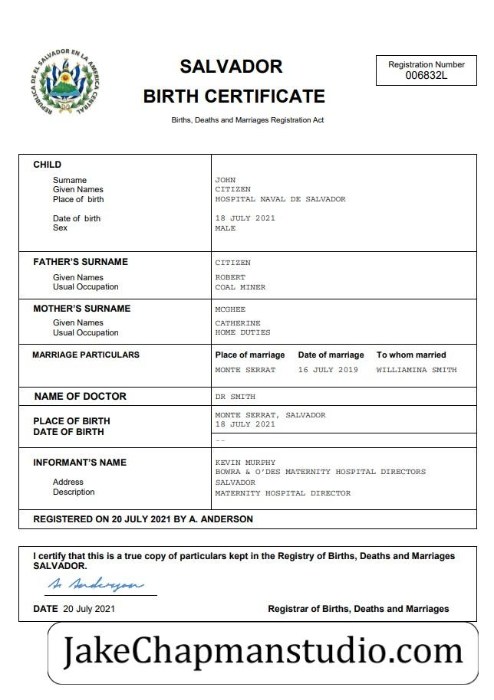 REPUBLICA DE EL SALVADOR EN LA AMERICA CENTRAL
SALVADOR
BIRTH CERTIFICATE
Births, Deaths and Marriages Registration Act
Registration Number
006832L
CHILD
Surname JOHN
Given Names CITIZEN
Place of birth HOSPITAL NAVAL DE SALVADOR
Date of birth 18 JULY 2021
Sex MALE
FATHER'S SURNAME CITIZEN
Given Names ROBERT
Usual Occupation COAL MINER
MOTHER'S SURNAME MCGHEE
Given Names CATHERINE
Usual Occupation HOME DUTIES
MARRIAGE PARTICULARS Place of marriage Date of marriage To whom married
MONTE SERRAT 16 JULY 2019 WILLIAMINA SMITH
NAME OF DOCTOR DR SMITH
PLACE OF BIRTH MONTE SERRAT, SALVADOR
DATE OF BIRTH 18 JULY 2021
--
INFORMANT'S NAME KEVIN MURPHY
BOWRA & O'DES MATERNITY HOSPITAL DIRECTORS
Address SALVADOR
Description MATERNITY HOSPITAL DIRECTOR
REGISTERED ON 20 JULY 2021 BY A. ANDERSON
I certify that this is a true copy of particulars kept in the Registry of Births, Deaths and Marriages
SALVADOR.
A Anderson
DATE 20 July 2021 Registrar of Births, Deaths and Marriages
JakeChapmanstudio.com